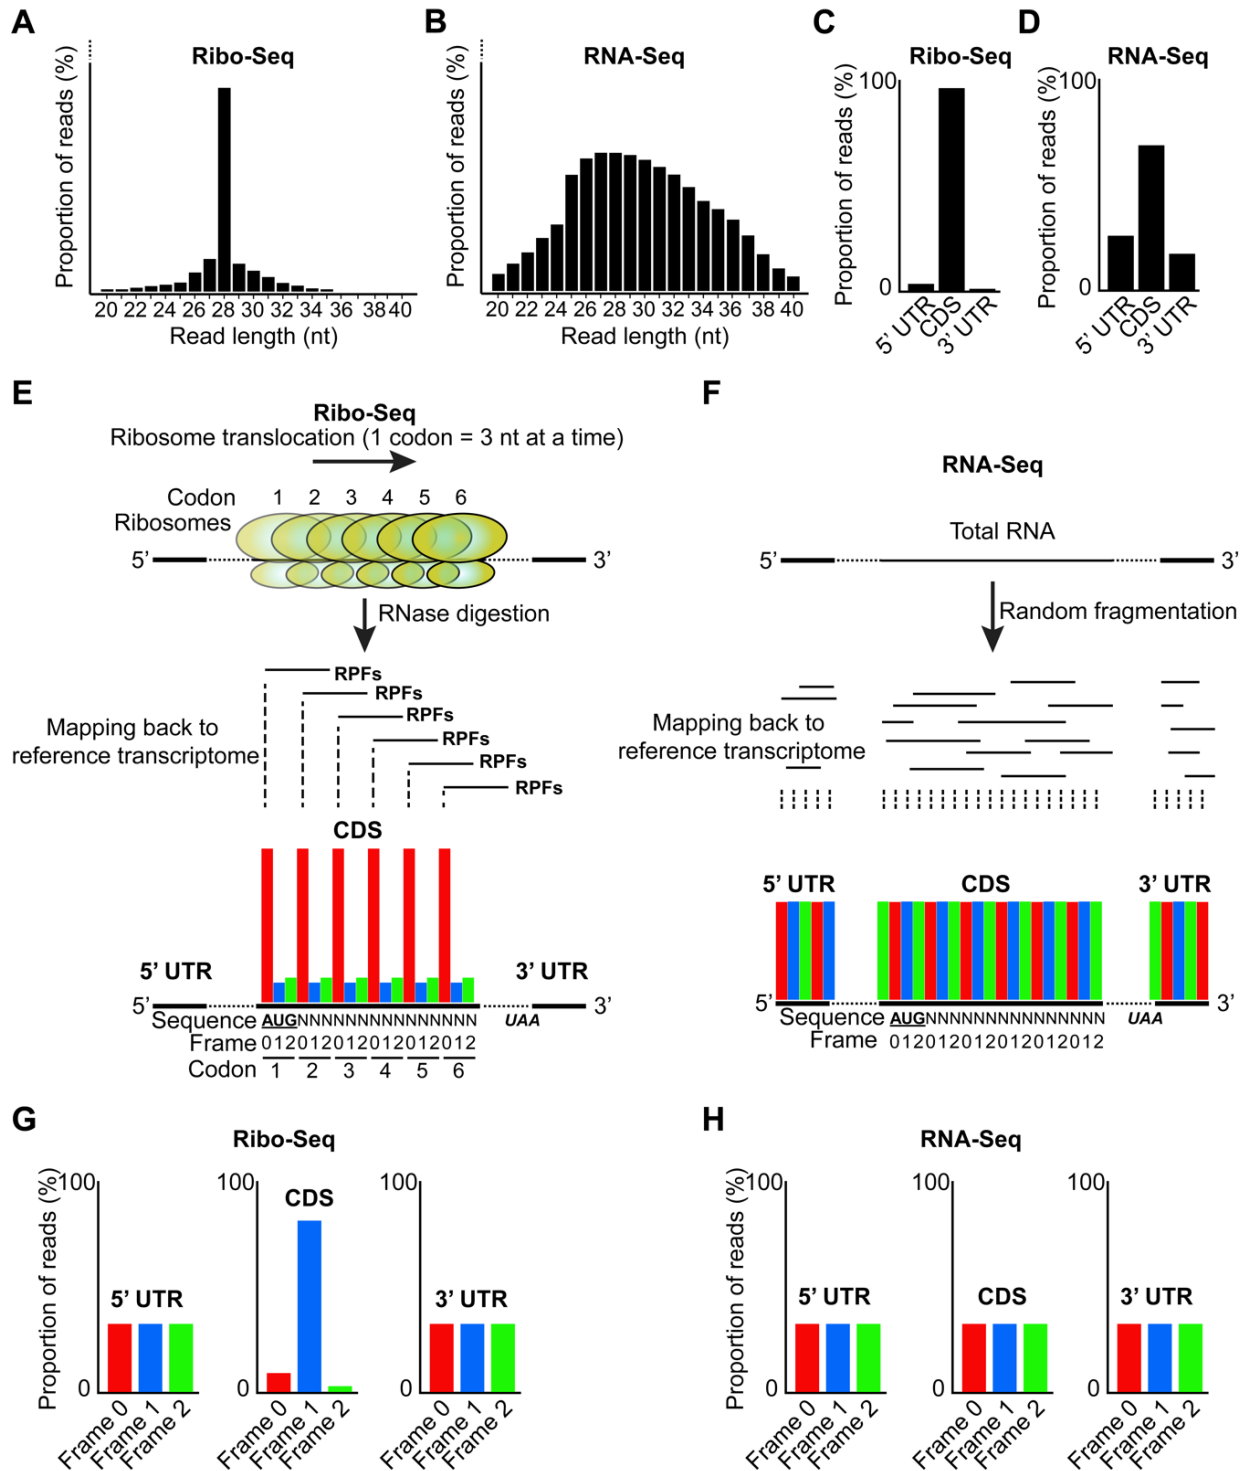 A
Ribo-Seq
Proportion of reads (%)
20 22 24 26 28 30 32 34 36 38 40
Read length (nt)
B
RNA-Seq
Proportion of reads (%)
20 22 24 26 28 30 32 34 36 38 40
Read length (nt)
C
Ribo-Seq
Proportion of reads (%)
100
0
5’ UTR
CDS
3’ UTR
D
RNA-Seq
Proportion of reads (%)
100
0
5’ UTR
CDS
3’ UTR
E
Ribo-Seq
Ribosome translocation (1 codon = 3 nt at a time)
Codon 1 2 3 4 5 6
Ribosomes
5’ 3’
RNase digestion
RPFs
RPFs
RPFs
RPFs
RPFs
RPFs
Mapping back to
reference transcriptome
CDS
5’ UTR 3’ UTR
5’ 3’
Sequence AUGNNNNNNNNNNNNNNN UAA
Frame 012012012012012012
Codon 1 2 3 4 5 6
F
RNA-Seq
Total RNA
5’ 3’
Random fragmentation
Mapping back to
reference transcriptome
5’ UTR CDS 3’ UTR
5’ 3’
Sequence AUGNNNNNNNNNNNNNNN UAA
Frame 012012012012012012
G
Ribo-Seq
Proportion of reads (%)
100
0
5’ UTR
Frame 0
Frame 1
Frame 2
100
0
CDS
Frame 0
Frame 1
Frame 2
100
0
3’ UTR
Frame 0
Frame 1
Frame 2
H
RNA-Seq
Proportion of reads (%)
100
0
5’ UTR
Frame 0
Frame 1
Frame 2
100
0
CDS
Frame 0
Frame 1
Frame 2
100
0
3’ UTR
Frame 0
Frame 1
Frame 2